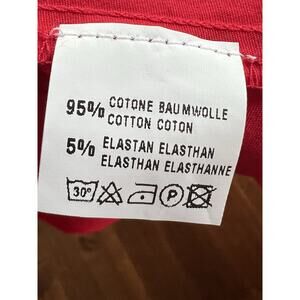 95% COTONE BAUMWOLLE
COTTON COTON
5% ELASTAN ELASTHAN
ELASTHAN ELASTHANNE
30° P